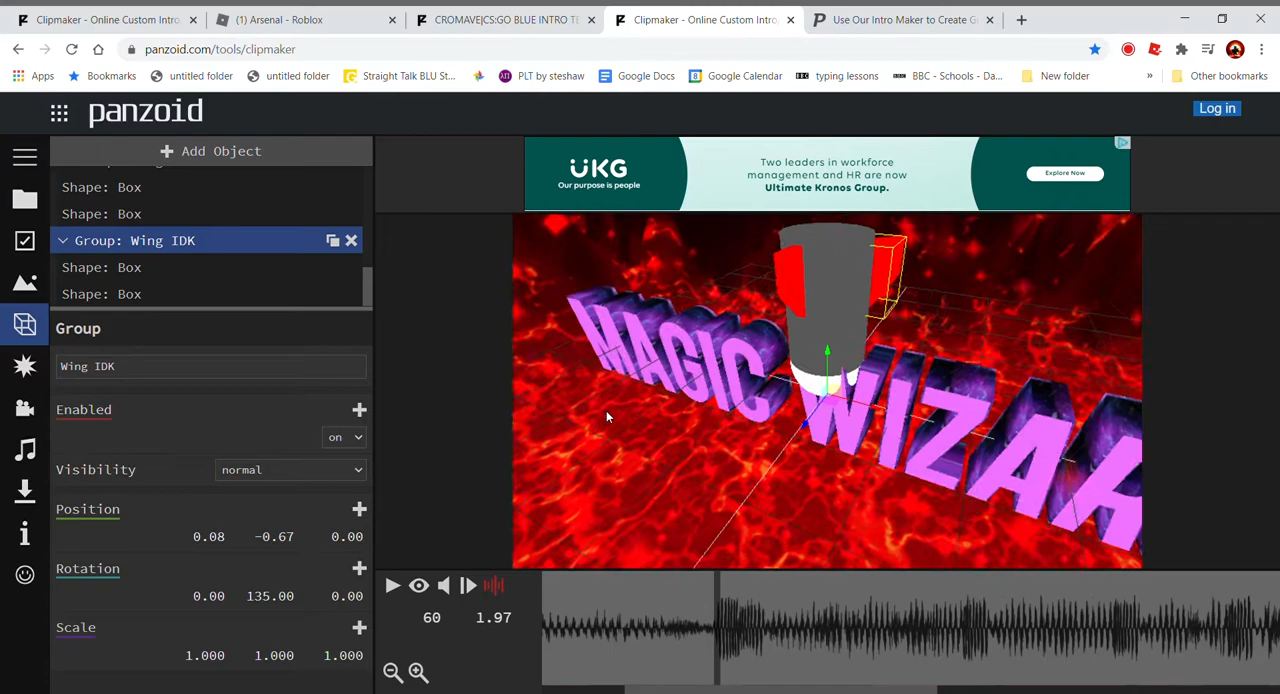 Clipmaker - Online Custom Intro,
(1) Arsenal - Roblox
CROMAVE|CS:GO BLUE INTRO TE
Clipmaker - Online Custom Intro,
Use Our Intro Maker to Create G
panzoid.com/tools/clipmaker
Apps
Bookmarks
untitled folder
untitled folder
Straight Talk BLU St...
PLT by steshaw
Google Docs
Google Calendar
typing lessons
BBC - Schools - Da...
New folder
»
Other bookmarks
panzoid
Log in
+ Add Object
Shape: Box
Shape: Box
Group: Wing IDK
Shape: Box
Shape: Box
Group
Wing IDK
Enabled
on
Visibility
normal
Position
0.08 -0.67 0.00
Rotation
0.00 135.00 0.00
Scale
1.000 1.000 1.000
UKG
Our purpose is people
Two leaders in workforce
management and HR are now
Ultimate Kronos Group.
Explore Now
MAGIC WIZAA
60 1.97